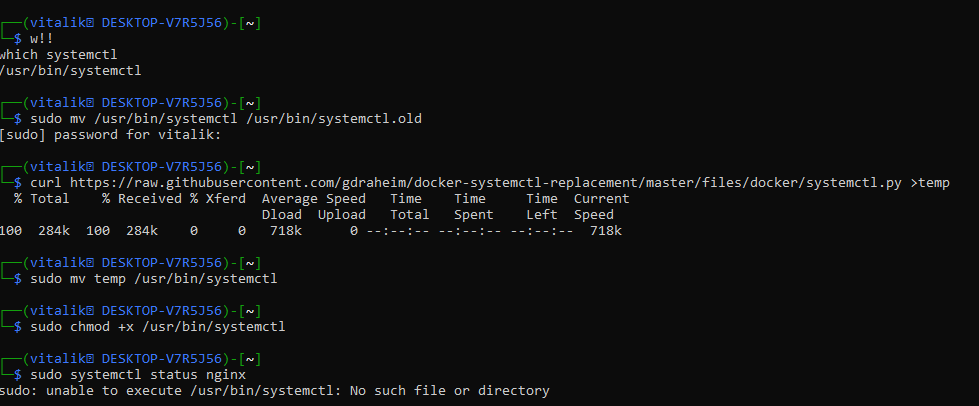 ┌──(vitalik㉿ DESKTOP-V7R5J56)-[~]
└─$ w!!
which systemctl
/usr/bin/systemctl
┌──(vitalik㉿ DESKTOP-V7R5J56)-[~]
└─$ sudo mv /usr/bin/systemctl /usr/bin/systemctl.old
[sudo] password for vitalik:
┌──(vitalik㉿ DESKTOP-V7R5J56)-[~]
└─$ curl https://raw.githubusercontent.com/gdraheim/docker-systemctl-replacement/master/files/docker/systemctl.py >temp
  % Total    % Received % Xferd  Average Speed   Time    Time     Time  Current
                                 Dload  Upload   Total   Spent    Left  Speed
100  284k  100  284k    0     0   718k      0 --:--:-- --:--:-- --:--:--  718k
┌──(vitalik㉿ DESKTOP-V7R5J56)-[~]
└─$ sudo mv temp /usr/bin/systemctl
┌──(vitalik㉿ DESKTOP-V7R5J56)-[~]
└─$ sudo chmod +x /usr/bin/systemctl
┌──(vitalik㉿ DESKTOP-V7R5J56)-[~]
└─$ sudo systemctl status nginx
sudo: unable to execute /usr/bin/systemctl: No such file or directory